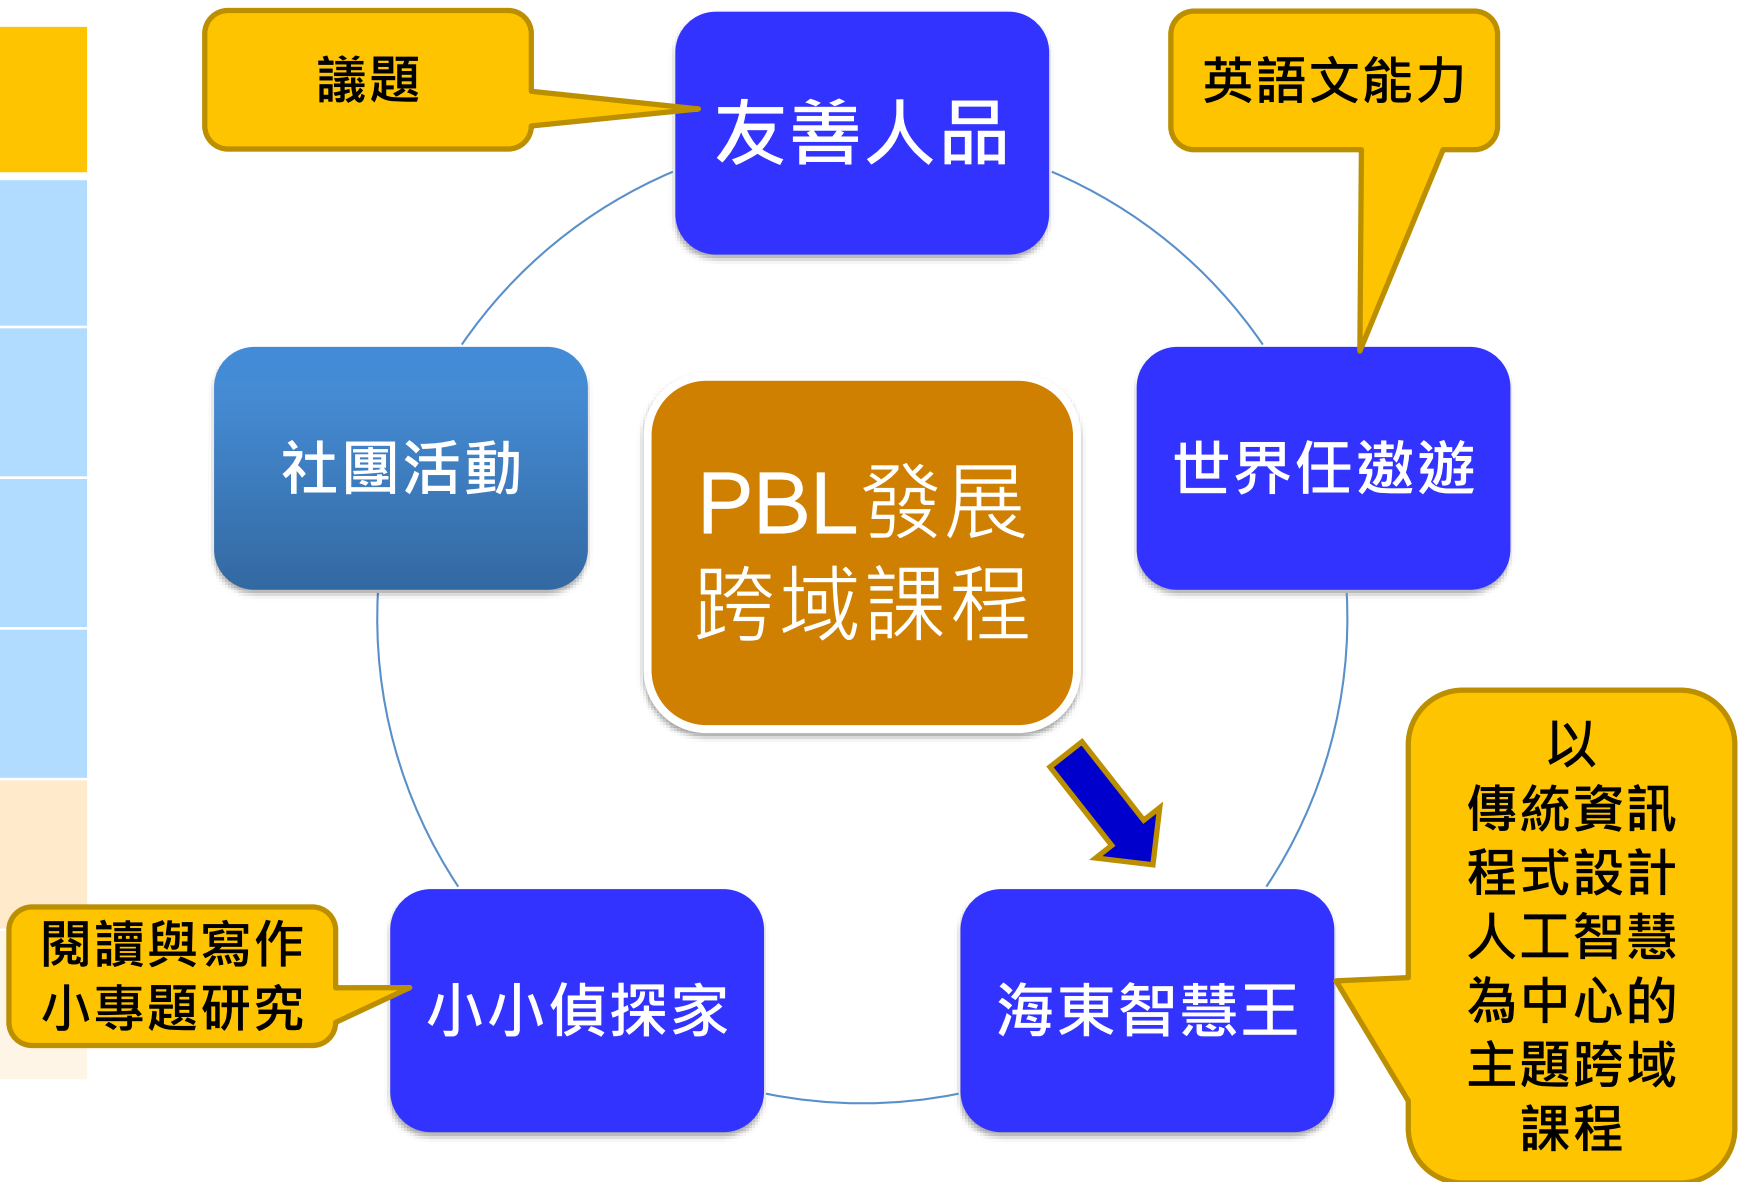 議題
友善人品
英語文能力
社團活動
PBL發展
跨域課程
世界任遨遊
閱讀與寫作
小專題研究
小小偵探家
海東智慧王
以
傳統資訊
程式設計
人工智慧
為中心的
主題跨域
課程